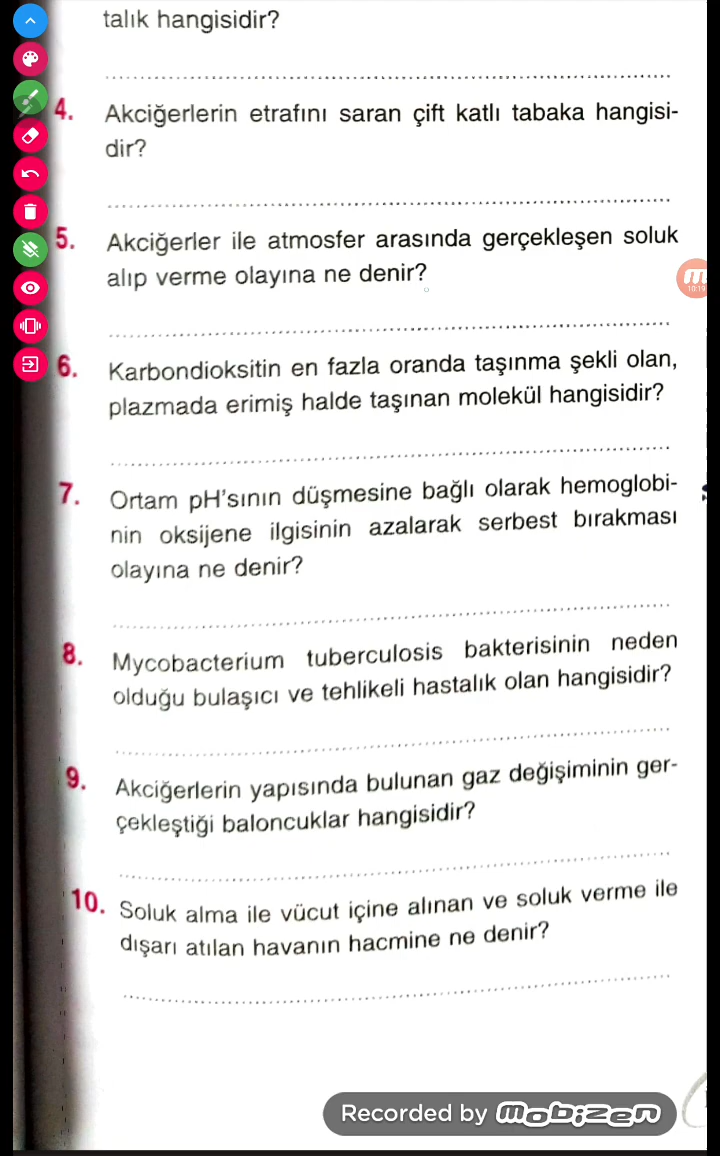 talık hangisidir?
4. Akciğerlerin etrafını saran çift katlı tabaka hangisi-
dir?
5. Akciğerler ile atmosfer arasında gerçekleşen soluk
alıp verme olayına ne denir?
10:19
6. Karbondioksitin en fazla oranda taşınma şekli olan,
plazmada erimiş halde taşınan molekül hangisidir?
7. Ortam pH'sının düşmesine bağlı olarak hemoglobi-
nin oksijene ilgisinin azalarak serbest bırakması
olayına ne denir?
8. Mycobacterium tuberculosis bakterisinin neden
olduğu bulaşıcı ve tehlikeli hastalık olan hangisidir?
9. Akciğerlerin yapısında bulunan gaz değişiminin ger-
çekleştiği baloncuklar hangisidir?
10. Soluk alma ile vücut içine alınan ve soluk verme ile
dışarı atılan havanın hacmine ne denir?
Recorded by mobizen